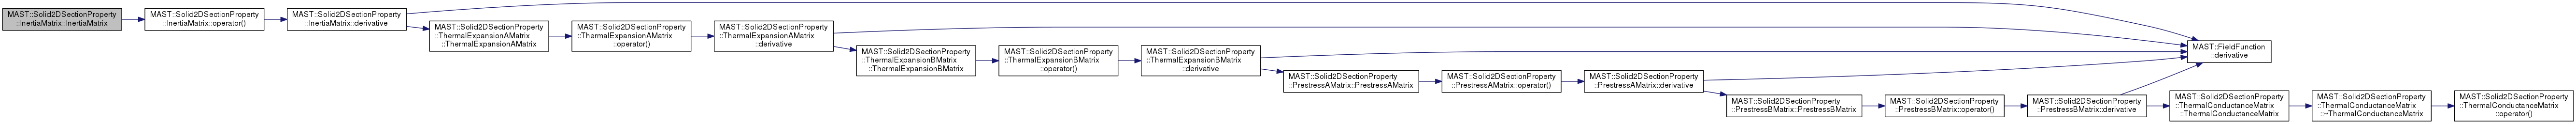 MAST::Solid2DSectionProperty
::InertiaMatrix::InertiaMatrix
MAST::Solid2DSectionProperty
::InertiaMatrix::operator()
MAST::Solid2DSectionProperty
::InertiaMatrix::derivative
MAST::Solid2DSectionProperty
::ThermalExpansionAMatrix
::ThermalExpansionAMatrix
MAST::Solid2DSectionProperty
::ThermalExpansionAMatrix
::operator()
MAST::Solid2DSectionProperty
::ThermalExpansionAMatrix
::derivative
MAST::Solid2DSectionProperty
::ThermalExpansionBMatrix
::ThermalExpansionBMatrix
MAST::Solid2DSectionProperty
::ThermalExpansionBMatrix
::operator()
MAST::Solid2DSectionProperty
::ThermalExpansionBMatrix
::derivative
MAST::Solid2DSectionProperty
::PrestressAMatrix::PrestressAMatrix
MAST::Solid2DSectionProperty
::PrestressAMatrix::operator()
MAST::Solid2DSectionProperty
::PrestressAMatrix::derivative
MAST::Solid2DSectionProperty
::PrestressBMatrix::PrestressBMatrix
MAST::Solid2DSectionProperty
::PrestressBMatrix::operator()
MAST::Solid2DSectionProperty
::PrestressBMatrix::derivative
MAST::FieldFunction
::derivative
MAST::Solid2DSectionProperty
::ThermalConductanceMatrix
::ThermalConductanceMatrix
MAST::Solid2DSectionProperty
::ThermalConductanceMatrix
::~ThermalConductanceMatrix
MAST::Solid2DSectionProperty
::ThermalConductanceMatrix
::operator()